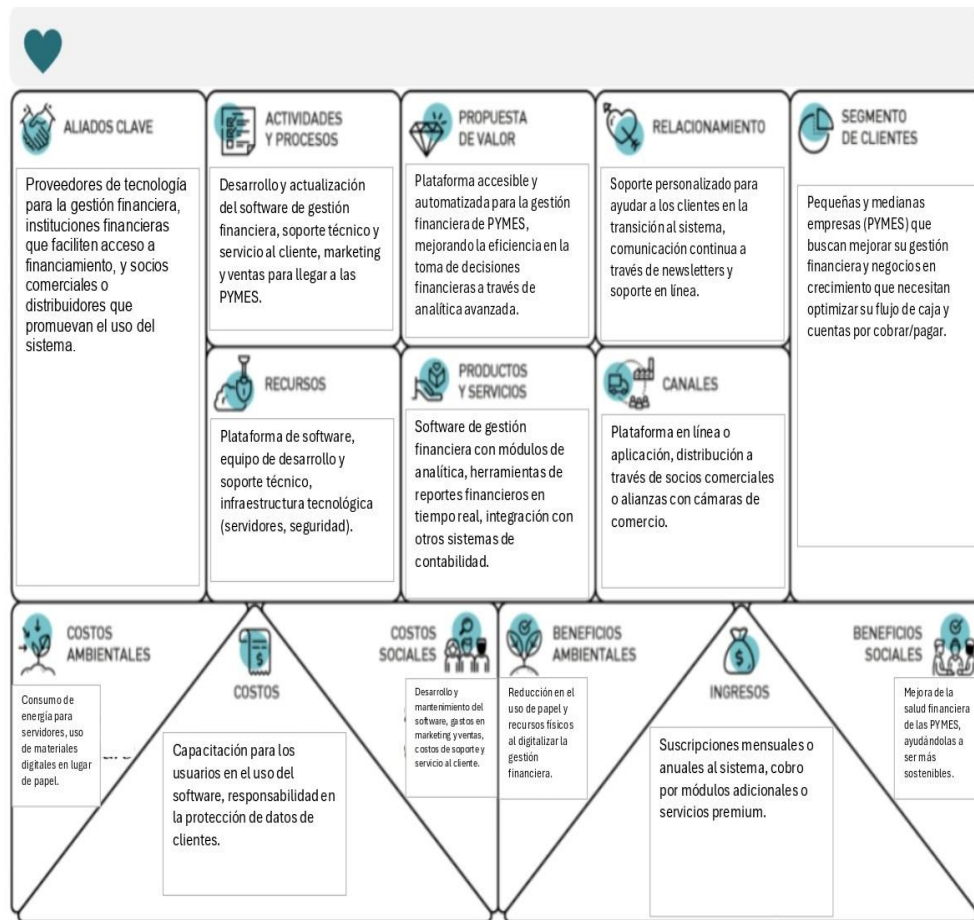 ALIADOS CLAVE
Proveedores de tecnología
para la gestión financiera,
instituciones financieras
que faciliten acceso a
financiamiento, y socios
comerciales o
distribuidores que
promuevan el uso del
sistema.
ACTIVIDADES
Y PROCESOS
Desarrollo y actualización
del software de gestión
financiera, soporte técnico y
servicio al cliente, marketing
y ventas para llegar a las
PYMES.
RECURSOS
Plataforma de software,
equipo de desarrollo y
soporte técnico,
infraestructura tecnológica
(servidores, seguridad).
PROPUESTA
DE VALOR
Plataforma accesible y
automatizada para la gestión
financiera de PYMES,
mejorando la eficiencia en la
toma de decisiones
financieras a través de
analítica avanzada.
PRODUCTOS
Y SERVICIOS
Software de gestión
financiera con módulos de
analítica, herramientas de
reportes financieros en
tiempo real, integración con
otros sistemas de
contabilidad.
RELACIONAMIENTO
Soporte personalizado para
ayudar a los clientes en la
transición al sistema,
comunicación continua a
través de newsletters y
soporte en línea.
CANALES
Plataforma en línea o
aplicación, distribución a
través de socios comerciales
o alianzas con cámaras de
comercio.
SEGMENTO
DE CLIENTES
Pequeñas y medianas
empresas (PYMES) que
buscan mejorar su gestión
financiera y negocios en
crecimiento que necesitan
optimizar su flujo de caja y
cuentas por cobrar/pagar.
COSTOS
AMBIENTALES
Consumo de
energía para
servidores, uso
de materiales
digitales en lugar
de papel.
COSTOS
Capacitación para los
usuarios en el uso del
software, responsabilidad en
la protección de datos de
clientes.
COSTOS
SOCIALES
Desarrollo y
mantenimiento del
software, gastos en
marketing y ventas,
costos de soporte y
servicio al cliente.
BENEFICIOS
AMBIENTALES
Reducción en el
uso de papel y
recursos físicos
al digitalizar la
gestión
financiera.
INGRESOS
Suscripciones mensuales o
anuales al sistema, cobro
por módulos adicionales o
servicios premium.
BENEFICIOS
SOCIALES
Mejora de la
salud financiera
de las PYMES,
ayudándolas a
ser más
sostenibles.